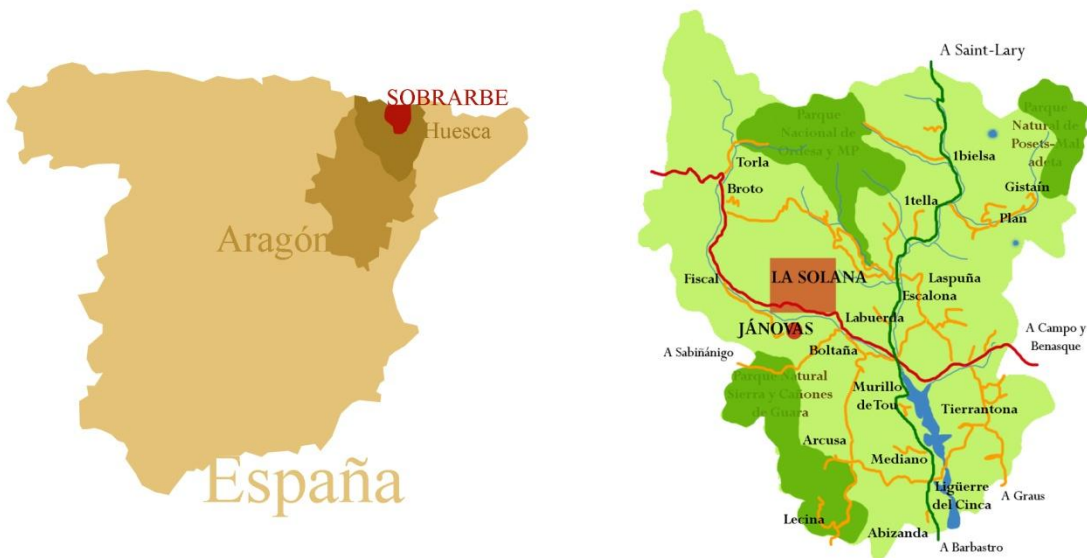 SOBRARBE
Huesca
Aragón
España
A Saint-Lary
Parque
Nacional de
Ordesa y MP
Parque
Natural de
Posets-Mal
adeta
Torla
1bielsa
Broto
Gistaín
1tella
Plan
Fiscal
LA SOLANA
Laspuña
Escalona
Labuerda
JÁNOVAS
A Campo y
Benasque
Boltaña
A Sabiñánigo
Parque Natural
Sierra y Cañones
de Guara
Murillo
de Tou
Tierrantona
Arcusa
Mediano
Ligüerre
del Cinca
A Graus
Lecina
Abizanda
A Barbastro